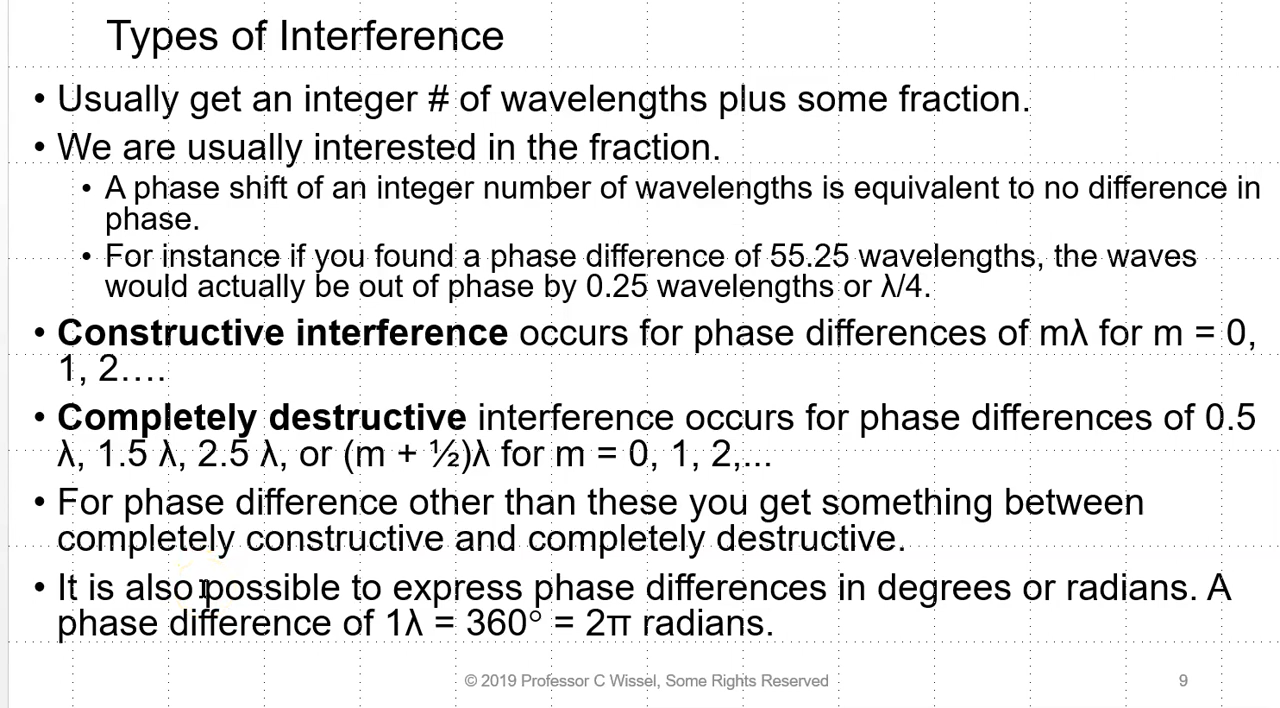 Types of Interference
• Usually get an integer # of wavelengths plus some fraction.
• We are usually interested in the fraction.
• A phase shift of an integer number of wavelengths is equivalent to no difference in
phase.
• For instance if you found a phase difference of 55.25 wavelengths, the waves
would actually be out of phase by 0.25 wavelengths or λ/4.
• Constructive interference occurs for phase differences of mλ for m = 0,
1, 2….
• Completely destructive interference occurs for phase differences of 0.5
λ, 1.5 λ, 2.5 λ, or (m + ½)λ for m = 0, 1, 2,...
• For phase difference other than these you get something between
completely constructive and completely destructive.
• It is also possible to express phase differences in degrees or radians. A
phase difference of 1λ = 360° = 2π radians.
© 2019 Professor C Wissel, Some Rights Reserved
9